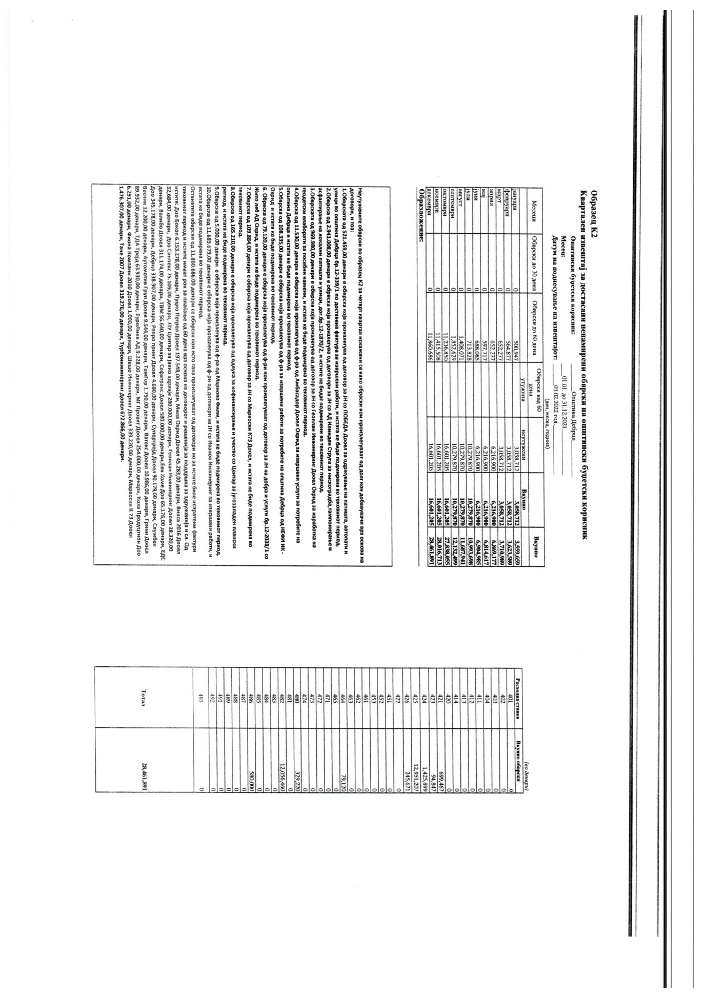 Образец К2
Квартален извештај за достасани ненамирени обврски на општински буџетски корисник
Општински буџетски корисник: ________Општина Дебрца__________
Месец: ____01.01. до 31.12.2021__________
Датум на поднесување на извештајот: ________03.02.2022 год.__________
(ден, месец, година)
Месеци Обврски до 30 дена Обврски до 60 дена Обврски над 60 дена Вкупно
утужени неутужени Вкупно
јануари 0 500,947 3,058,712 3,058,712 3,559,659
февруари 0 564,877 3,058,712 3,058,712 3,623,589
март 0 652,277 3,058,712 3,058,712 3,710,989
април 0 652,277 6,216,900 6,216,900 6,869,177
мај 0 597,717 6,216,900 6,216,900 6,814,617
јуни 0 688,085 6,216,900 6,216,900 6,904,985
јули 0 713,828 10,279,870 10,279,870 10,993,698
август 0 1,408,071 10,279,870 10,279,870 11,687,941
септември 0 1,852,629 10,279,870 10,279,870 12,132,499
октомври 0 11,236,850 16,601,205 16,601,205 27,838,055
ноември 0 11,415,508 16,601,205 16,601,205 28,016,713
декември 0 11,860,686 16,601,205 16,601,205 28,461,891
Образложение:
Неутужените обврски во образец К2 за четврт квартал искажани се како обрвски кои произлегуваат од долг кон добавувачи врз основа на
договори, и тоа:
1.Обврската од 521.459,00 денари е обврска која произлегува од договор за ЈН со ПОБЕДА Дооел за одржување на патишта, автопати и
улици во општина Дебрца бр.12-339/1 по доставена фактура за извршени работи, и истата ке биде подмирена во тековниот период.
2.Обврска од 2.941.008,00 денари е обрвска која произлегува од договори за ЈН со АД Илинден Струга за нискоградба,тампонирање и
асфалтирање на локални патишта и улици, дог.бр.12-1870/2, и истите ке бидат подмирени во тековниот период.
3.Обврската од 969.980,00 денари е обврска која произлегува од договор за ЈН со Геоплан Инжинеринг Дооел Охрид за изработка на
геодетски елаборати за посебни намени, и истата ке биде подмирена во тековниот период.
4.Обврска од 11.530,00 денари е обврска која произлегува од ф-ра од Амбасадор Дооел Охрид за извршени услуги за потребите на
општина Дебрца и истата ке биде подмирена во тековниот период.
5.Обврска од 108.335,00 денари е обврска која произлегува од ф-ра за извршени работи за потребите на општина Дебрца од НЕФИ ИК -
Охрид и истата ке биде подмирена во тековниот период.
6. Обрвска од 79.120,00 денари е обврска која произлегува од ф-ри кои произлегуваат од договор за ЈН на добра и услуги бр.12-2038/1 со
Жито леб АД Охрид, и истата ке биде подмирена во тековниот период.
7.Обврска од 109.884,00 денари е обврска која произлегува од договор за ЈН со Маркоски К73 Дооел, и истата ке биде подмирена во
тековниот период.
8.Обврска од 165.210,00 денари е обврска која произлегува од одлука за кофинансирање и учество со Центар за југозападен плански
период, и истата ке биде подмирена во тековниот период.
9.Обврска од 5.000,00 денари е обврска која произлегува од ф-ра од Мариово Филм, и истата ке биде подмирена во тековниот период.
10.Обврска од 11.689.679,00 денари е обврска која произлегува од ф-ри од договори за ЈН со Иванов Инжинеринг за извршени работи, и
истата ке биде подмирена во тековниот период.
Останатите обврски од 11.860.686.00 денари се обврски кои исто така произлегуваат од договори но за истите биле испратени фактури
тековниот период и истите имаат рок за плаќање од 60 дена врз основа на договорот и решенија за поддршка за здруженија и сл. Од
истите: Доо Бокоп 6.153.278,00 денари, Пуцко Петрол Дооел 197.548,00 денари, Мила Охрид Дооел 45.283,00 денари, Викса 2016 Дооел
32,684,00 денари, Доо Синпекс 75.109,00 денари, ЈЗУ Центар за јавно здравје 280.000,00 денари, Геоплан Инжинеринг Дооел 28.320,00
денари, Валибо Дооел 311.174,00 денари, ТВМ 56.640,00 денари, Сефатранс Дооел 580.000,00 денари,Евн Хоме Доо 65.176,00 денари, ЕДС
Доо 345.178,00 денари, Дебрца 338.907,00 денари, Репро принт Дооел 4.680,00 денари, Супертрејд Дооел 90.179,00 денари, Службен
Весник 12.200,00 денари, Аутомотив Груп Дооел 9.544,00 денари, ТомГор 1.750,00 денари, Ватекс Дооел 10.986,00 денари, Грини Дооел
89.932,00 денари, ТДА Трејд 63.930,00 денари, ЕуроЛинк АД 9.228,00 денари, МГ Проект Дооел 254.000,00 денари, Коха Продуцтион Доо
6.291,00 денари, Фиона Компани 2010 Дооел 1.000,00 денари, Шешо Инжинеринг Дооел 339.220,00 денари, Маркоски К 73 Дооел
1.476.307,00 денари, Тане 2007 Дооел 319.276,00 денари, Турбоинжинеринг Дооел 672.866,00 денари.
(во денари)
Расходна ставка Вкупно обврски
401 0
402 0
403 0
404 0
411 0
412 0
413 0
414 0
420 0
421 699,467
423 94,847
424 1,425,899
425 12,951,207
426 245,671
427 0
451 0
452 0
453 0
461 0
462 0
463 0
464 79,120
465 0
471 0
472 0
473 0
474 0
480 329,220
481 0
482 12,056,460
483 0
484 0
485 0
486 580,000
487 0
488 0
489 0
491 0
492 0
493 0
Тотал 28,461,891